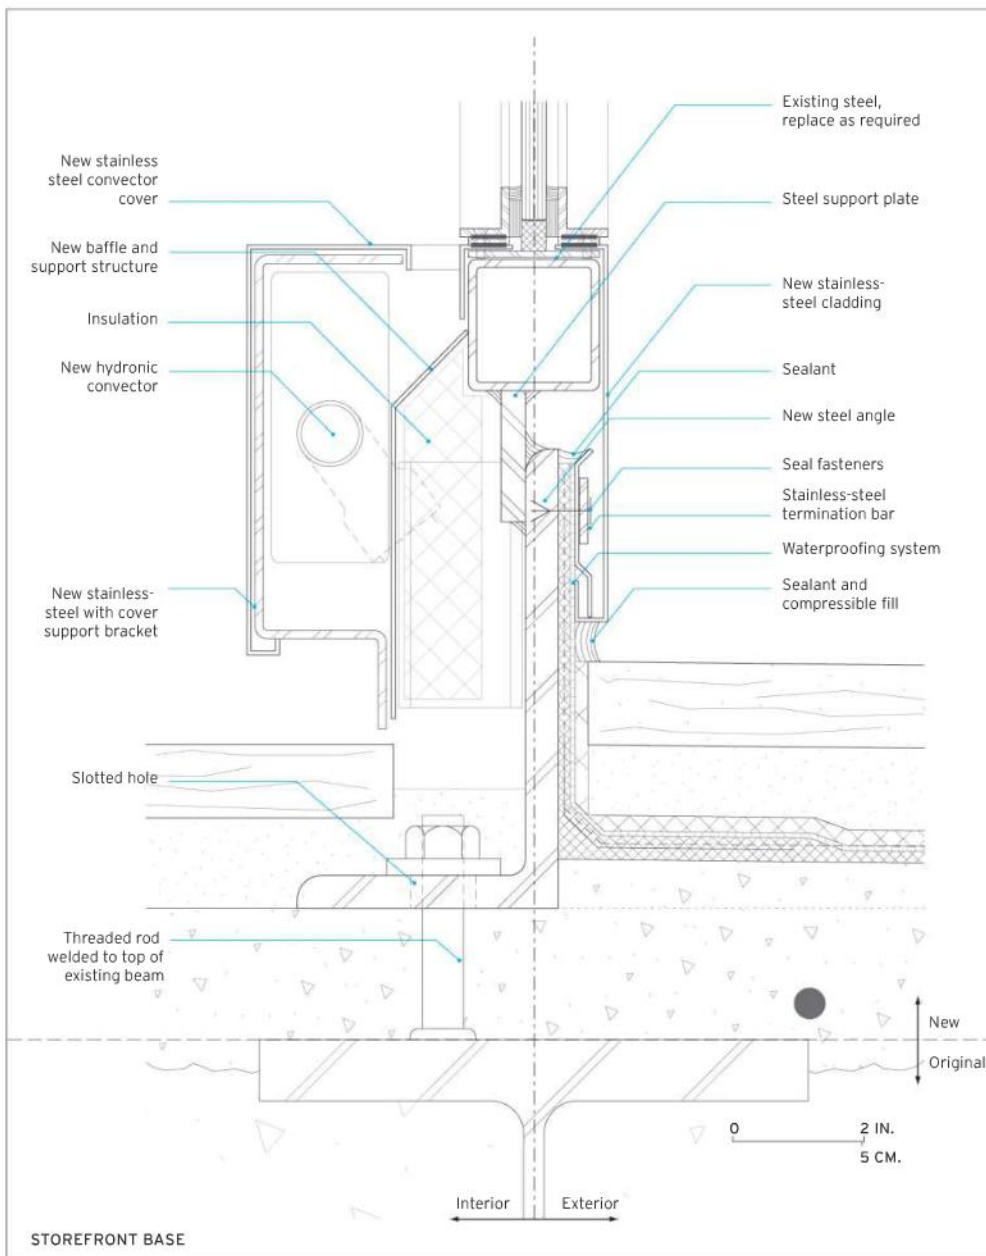 New stainless
steel convector
cover
New baffle and
support structure
Insulation
New hydronic
convector
New stainless-
steel with cover
support bracket
Slotted hole
Threaded rod
welded to top of
existing beam
Existing steel,
replace as required
Steel support plate
New stainless-
steel cladding
Sealant
New steel angle
Seal fasteners
Stainless-steel
termination bar
Waterproofing system
Sealant and
compressible fill
New
Original
0 2 IN.
5 CM.
Interior Exterior
STOREFRONT BASE